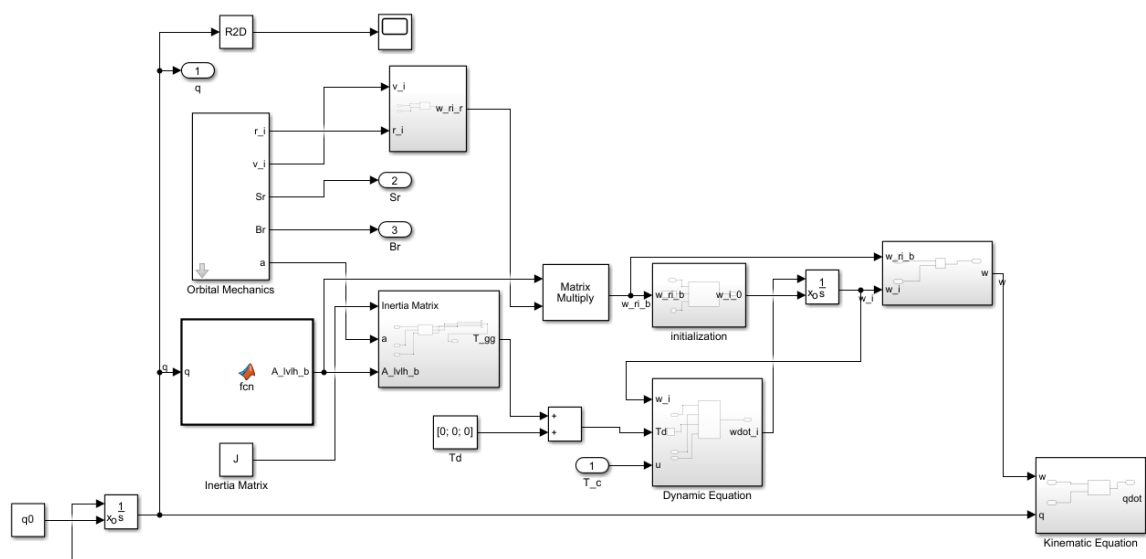 R2D
1
q
v_i
r_i
w_ri_r
r_i
v_i
Sr
Br
a
Orbital Mechanics
2
Sr
3
Br
Matrix
Multiply
w_ri_b
w_ri_b
w_i_0
initialization
1
s
xo
w_i
w_ri_b
w_i
w
w
Inertia Matrix
a
A_lvlh_b
T_gg
q
q
fcn
A_lvlh_b
J
Inertia Matrix
[0; 0; 0]
Td
+
+
1
T_c
w_i
Td
u
wdot_i
Dynamic Equation
q0
1
s
xo
w
q
qdot
Kinematic Equation